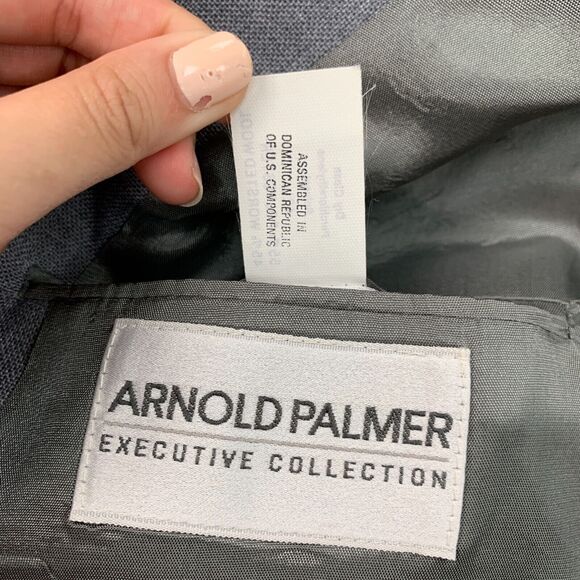 ASSEMBLED IN
DOMINICAN REPUBLIC
OF U.S. COMPONENTS
ARNOLD PALMER
EXECUTIVE COLLECTION